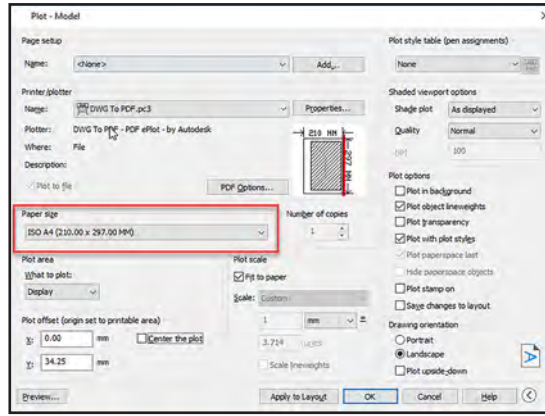 Plot - Model
Page setup
Name: <None> Add...
Printer/plotter
Name: DWG To PDF.pc3 Properties...
Plotter: DWG To PDF - PDF ePlot - by Autodesk
Where: File
Description:
Plot to file PDF Options...
210 MM
297 MM
Paper size
ISO A4 (210.00 x 297.00 MM)
Number of copies
1
Plot area
What to plot:
Display
Plot scale
Fit to paper
Scale: Custom
1 mm =
3.714 units
Scale lineweights
Plot offset (origin set to printable area)
X: 0.00 mm Center the plot
Y: 34.25 mm
Plot style table (pen assignments)
None
Shaded viewport options
Shade plot As displayed
Quality Normal
DPI 100
Plot options
Plot in background
Plot object lineweights
Plot transparency
Plot with plot styles
Plot paperspace last
Hide paperspace objects
Plot stamp on
Save changes to layout
Drawing orientation
Portrait
Landscape
Plot upside-down
A
Preview... Apply to Layout OK Cancel Help